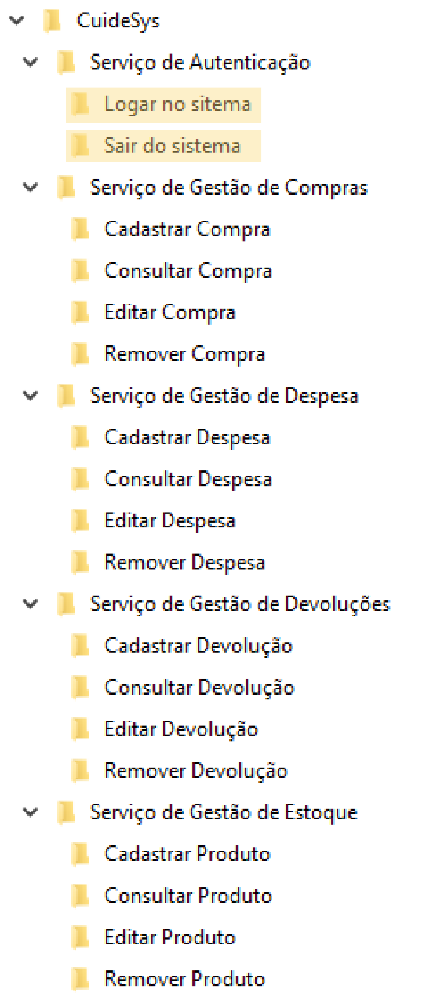 CuideSys
Serviço de Autenticação
Logar no sitema
Sair do sistema
Serviço de Gestão de Compras
Cadastrar Compra
Consultar Compra
Editar Compra
Remover Compra
Serviço de Gestão de Despesa
Cadastrar Despesa
Consultar Despesa
Editar Despesa
Remover Despesa
Serviço de Gestão de Devoluções
Cadastrar Devolução
Consultar Devolução
Editar Devolução
Remover Devolução
Serviço de Gestão de Estoque
Cadastrar Produto
Consultar Produto
Editar Produto
Remover Produto